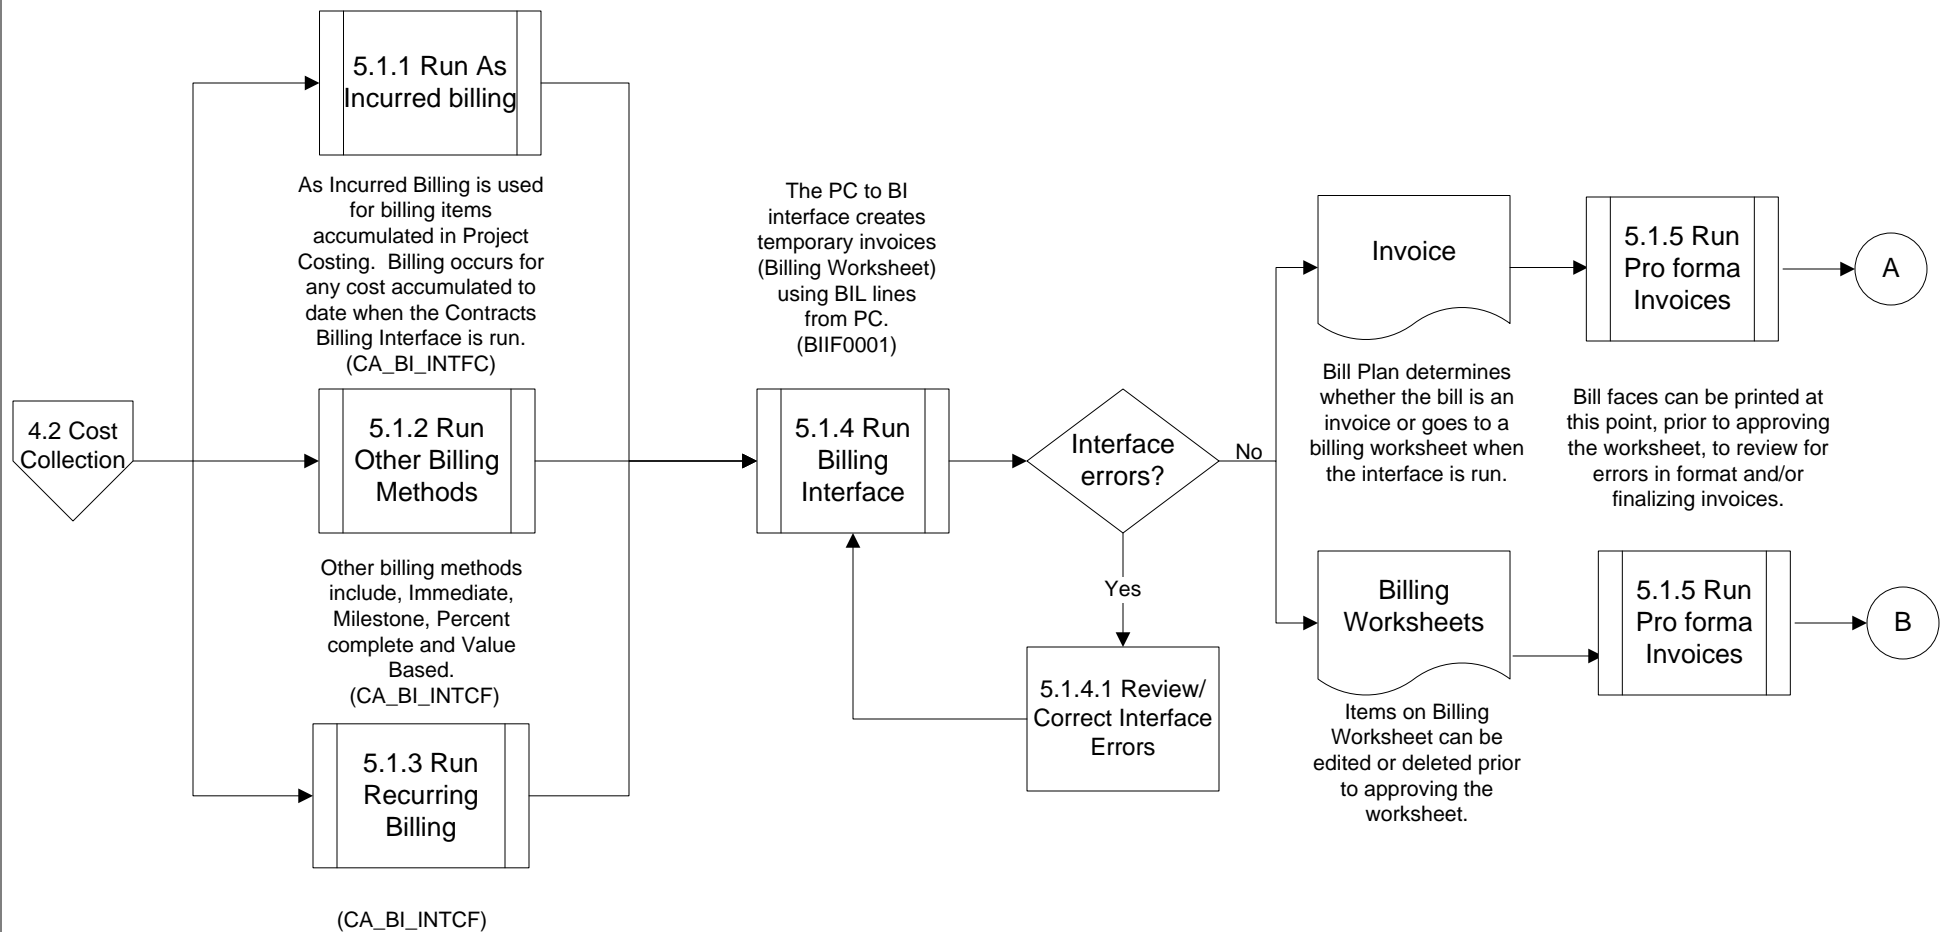 5.1.1 Run As
Incurred billing
As Incurred Billing is used
for billing items
accumulated in Project
Costing.  Billing occurs for
any cost accumulated to
date when the Contracts
Billing Interface is run.
(CA_BI_INTFC)
4.2 Cost
Collection
5.1.2 Run
Other Billing
Methods
Other billing methods
include, Immediate,
Milestone, Percent
complete and Value
Based.
(CA_BI_INTCF)
5.1.3 Run
Recurring
Billing
(CA_BI_INTCF)
The PC to BI
interface creates
temporary invoices
(Billing Worksheet)
using BIL lines
from PC.
(BIIF0001)
5.1.4 Run
Billing
Interface
Interface
errors?
No
Yes
5.1.4.1 Review/
Correct Interface
Errors
Invoice
Bill Plan determines
whether the bill is an
invoice or goes to a
billing worksheet when
the interface is run.
5.1.5 Run
Pro forma
Invoices
A
Bill faces can be printed at
this point, prior to approving
the worksheet, to review for
errors in format and/or
finalizing invoices.
Billing
Worksheets
Items on Billing
Worksheet can be
edited or deleted prior
to approving the
worksheet.
5.1.5 Run
Pro forma
Invoices
B